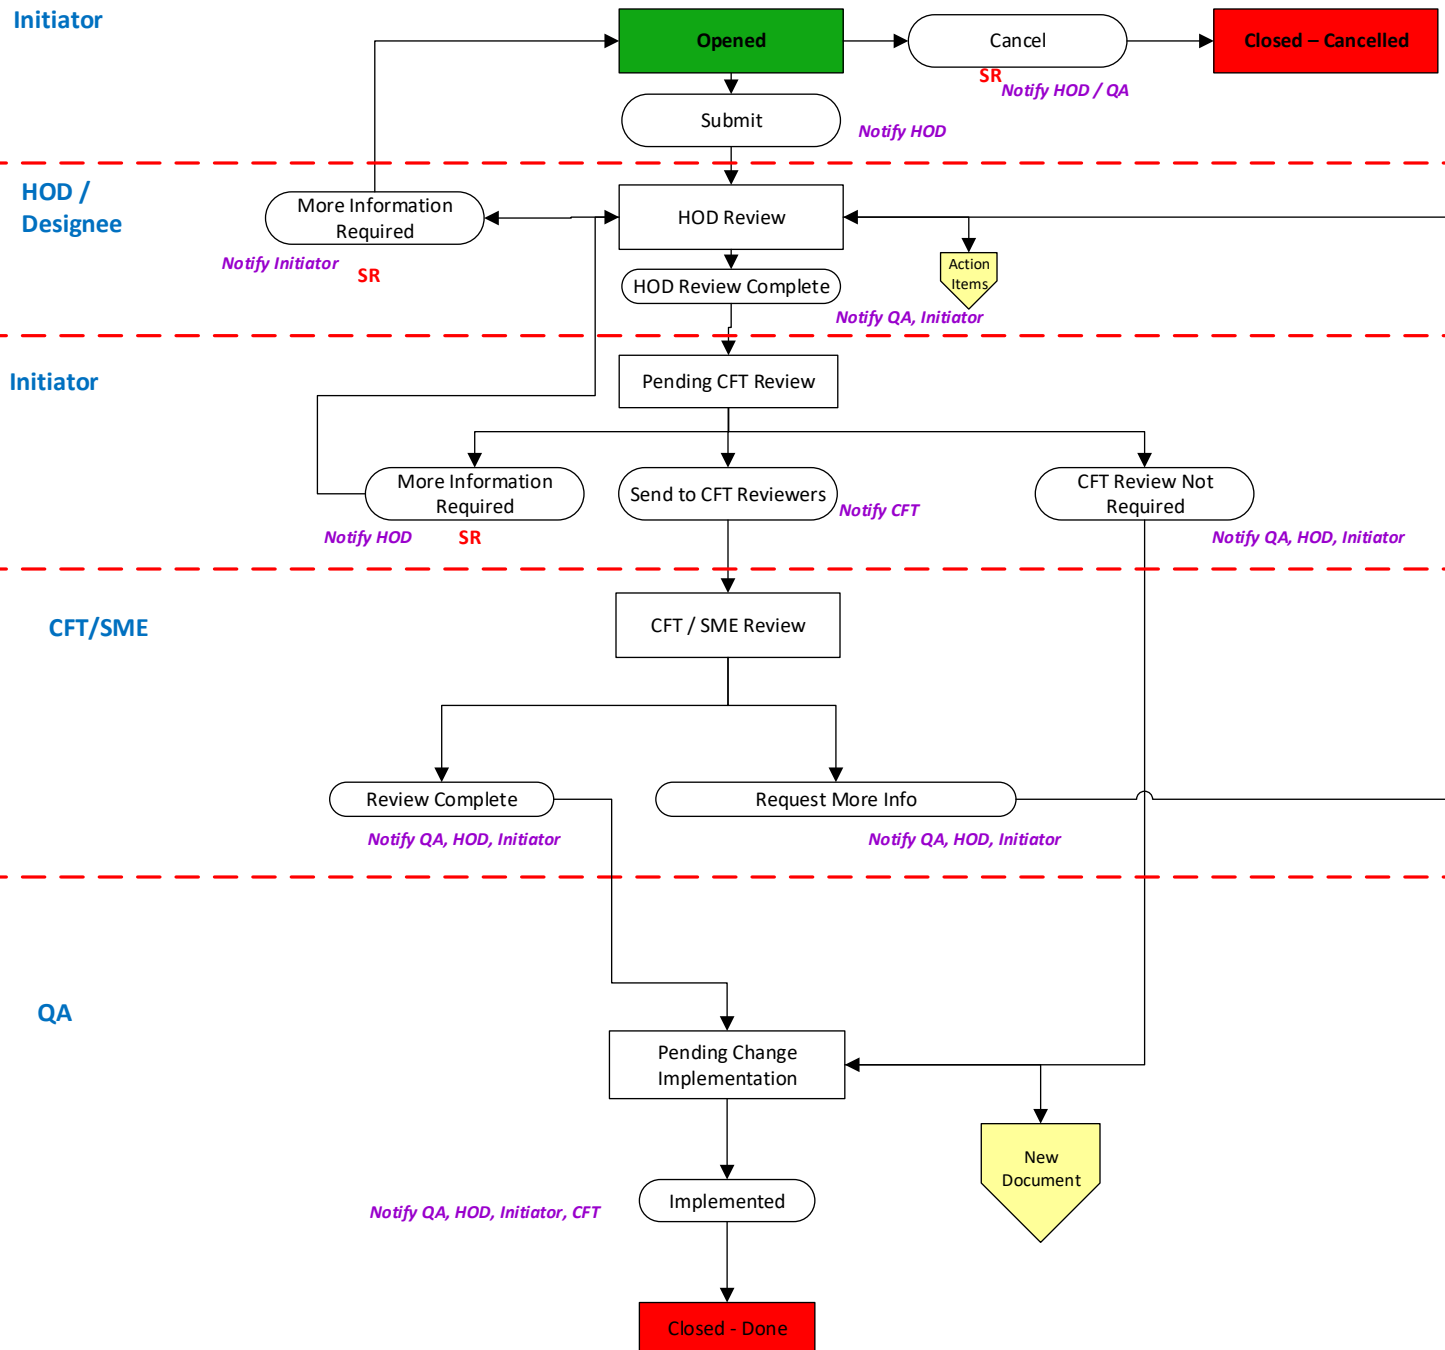 Initiator
Opened
Cancel
Closed – Cancelled
SR
Notify HOD / QA
Submit
Notify HOD
HOD /
Designee
More Information
Required
HOD Review
Notify Initiator
SR
Action
Items
HOD Review Complete
Notify QA, Initiator
Initiator
Pending CFT Review
More Information
Required
Send to CFT Reviewers
Notify CFT
CFT Review Not
Required
Notify HOD
SR
Notify QA, HOD, Initiator
CFT/SME
CFT / SME Review
Review Complete
Request More Info
Notify QA, HOD, Initiator
Notify QA, HOD, Initiator
QA
Pending Change
Implementation
New
Document
Implemented
Notify QA, HOD, Initiator, CFT
Closed - Done